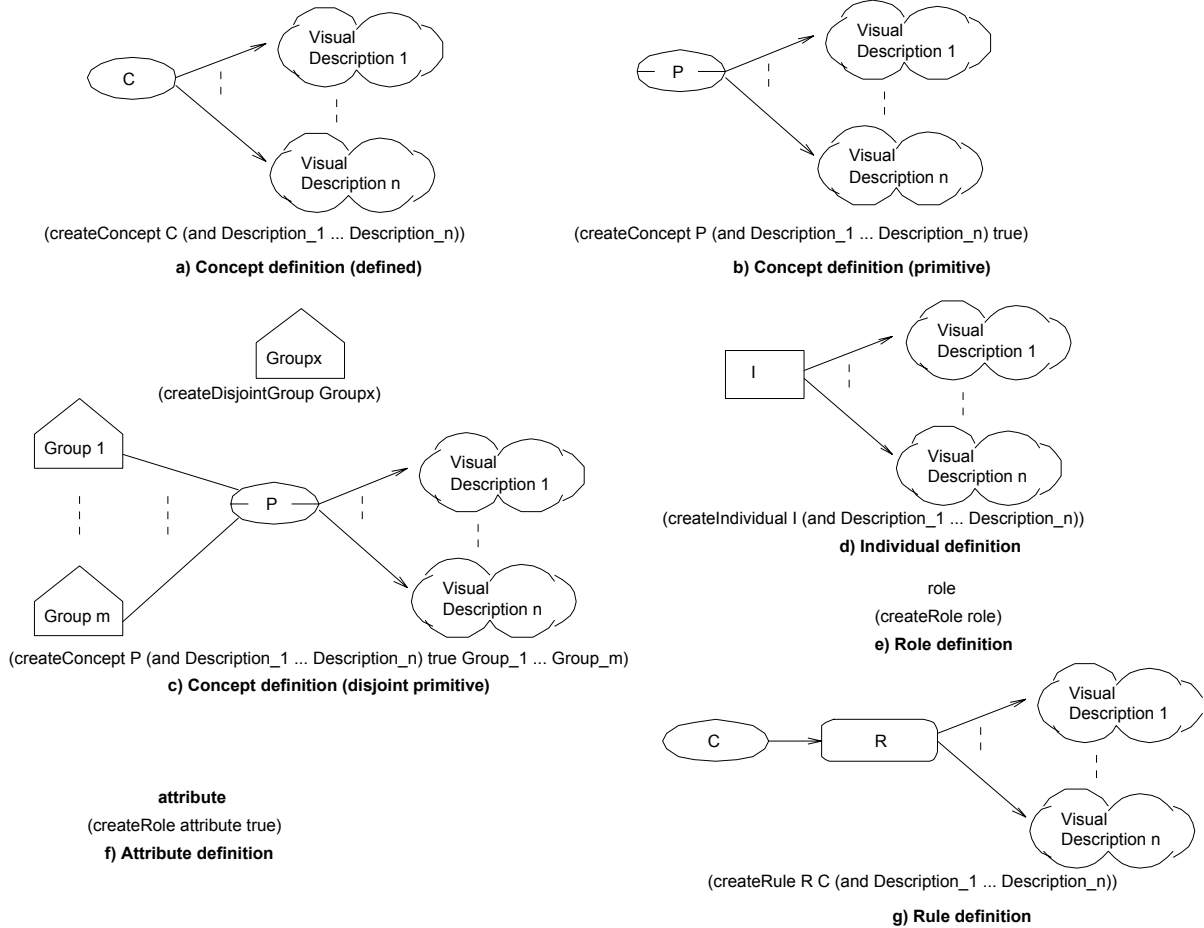 C
Visual
Description 1
Visual
Description n
(createConcept C (and Description_1 ... Description_n))
a) Concept definition (defined)
P
Visual
Description 1
Visual
Description n
(createConcept P (and Description_1 ... Description_n) true)
b) Concept definition (primitive)
Groupx
(createDisjointGroup Groupx)
Group 1
Group m
P
Visual
Description 1
Visual
Description n
(createConcept P (and Description_1 ... Description_n) true Group_1 ... Group_m)
c) Concept definition (disjoint primitive)
I
Visual
Description 1
Visual
Description n
(createIndividual I (and Description_1 ... Description_n))
d) Individual definition
role
(createRole role)
e) Role definition
attribute
(createRole attribute true)
f) Attribute definition
C
R
Visual
Description 1
Visual
Description n
(createRule R C (and Description_1 ... Description_n))
g) Rule definition